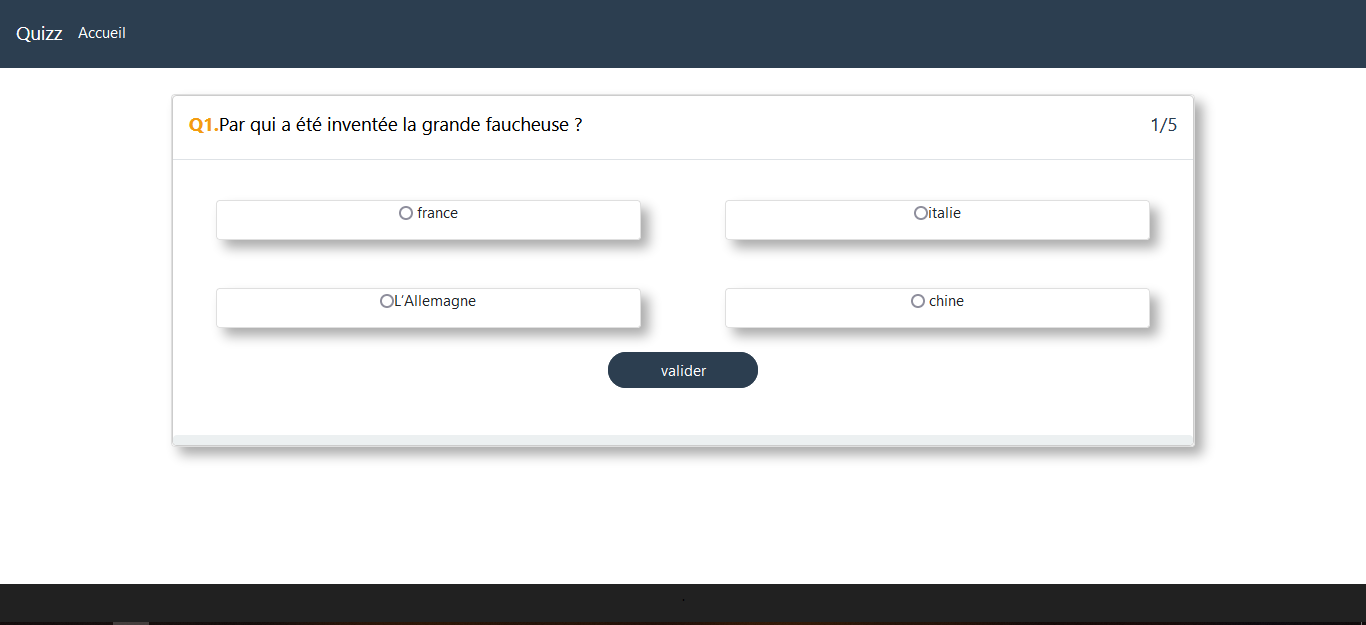 Quizz Accueil
Q1.Par qui a été inventée la grande faucheuse ? 1/5
france
italie
L'Allemagne
chine
valider